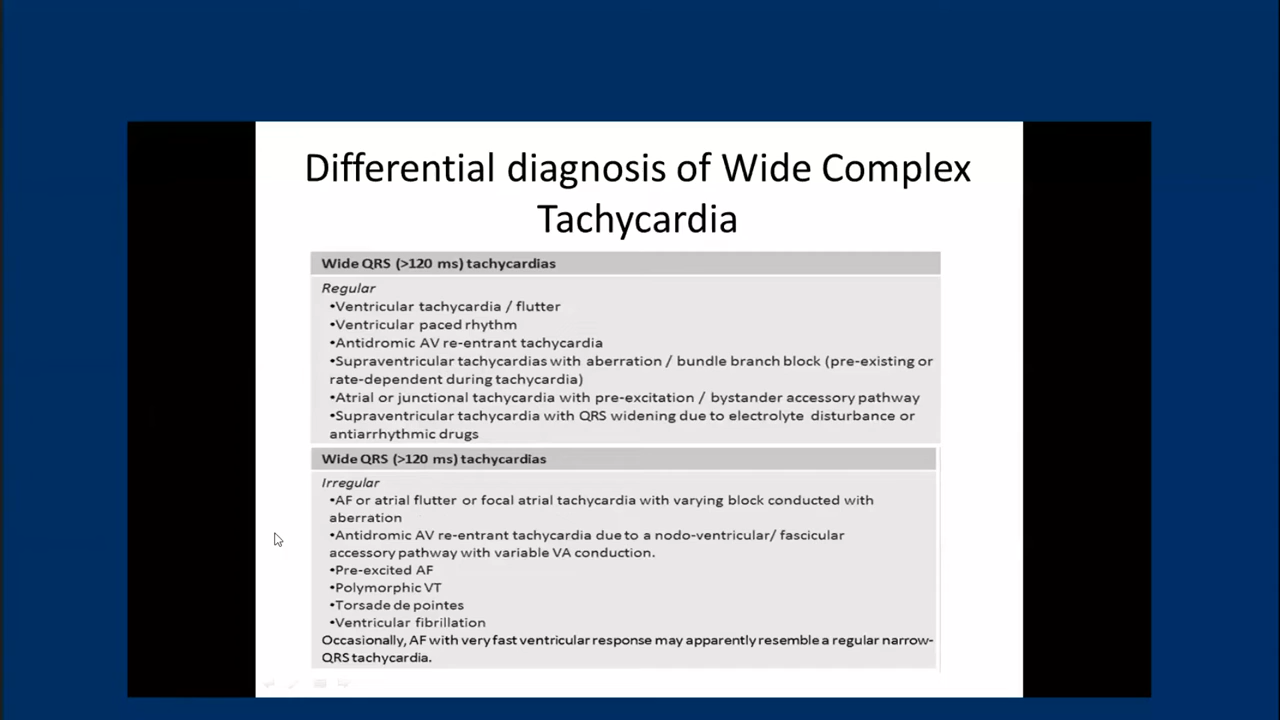 Differential diagnosis of Wide Complex
Tachycardia
Wide QRS (>120 ms) tachycardias
Regular
•Ventricular tachycardia / flutter
•Ventricular paced rhythm
•Antidromic AV re-entrant tachycardia
•Supraventricular tachycardias with aberration / bundle branch block (pre-existing or
rate-dependent during tachycardia)
•Atrial or junctional tachycardia with pre-excitation / bystander accessory pathway
•Supraventricular tachycardia with QRS widening due to electrolyte disturbance or
antiarrhythmic drugs
Wide QRS (>120 ms) tachycardias
Irregular
•AF or atrial flutter or focal atrial tachycardia with varying block conducted with
aberration
•Antidromic AV re-entrant tachycardia due to a nodo-ventricular/ fascicular
accessory pathway with variable VA conduction.
•Pre-excited AF
•Polymorphic VT
•Torsade de pointes
•Ventricular fibrillation
Occasionally, AF with very fast ventricular response may apparently resemble a regular narrow-
QRS tachycardia.